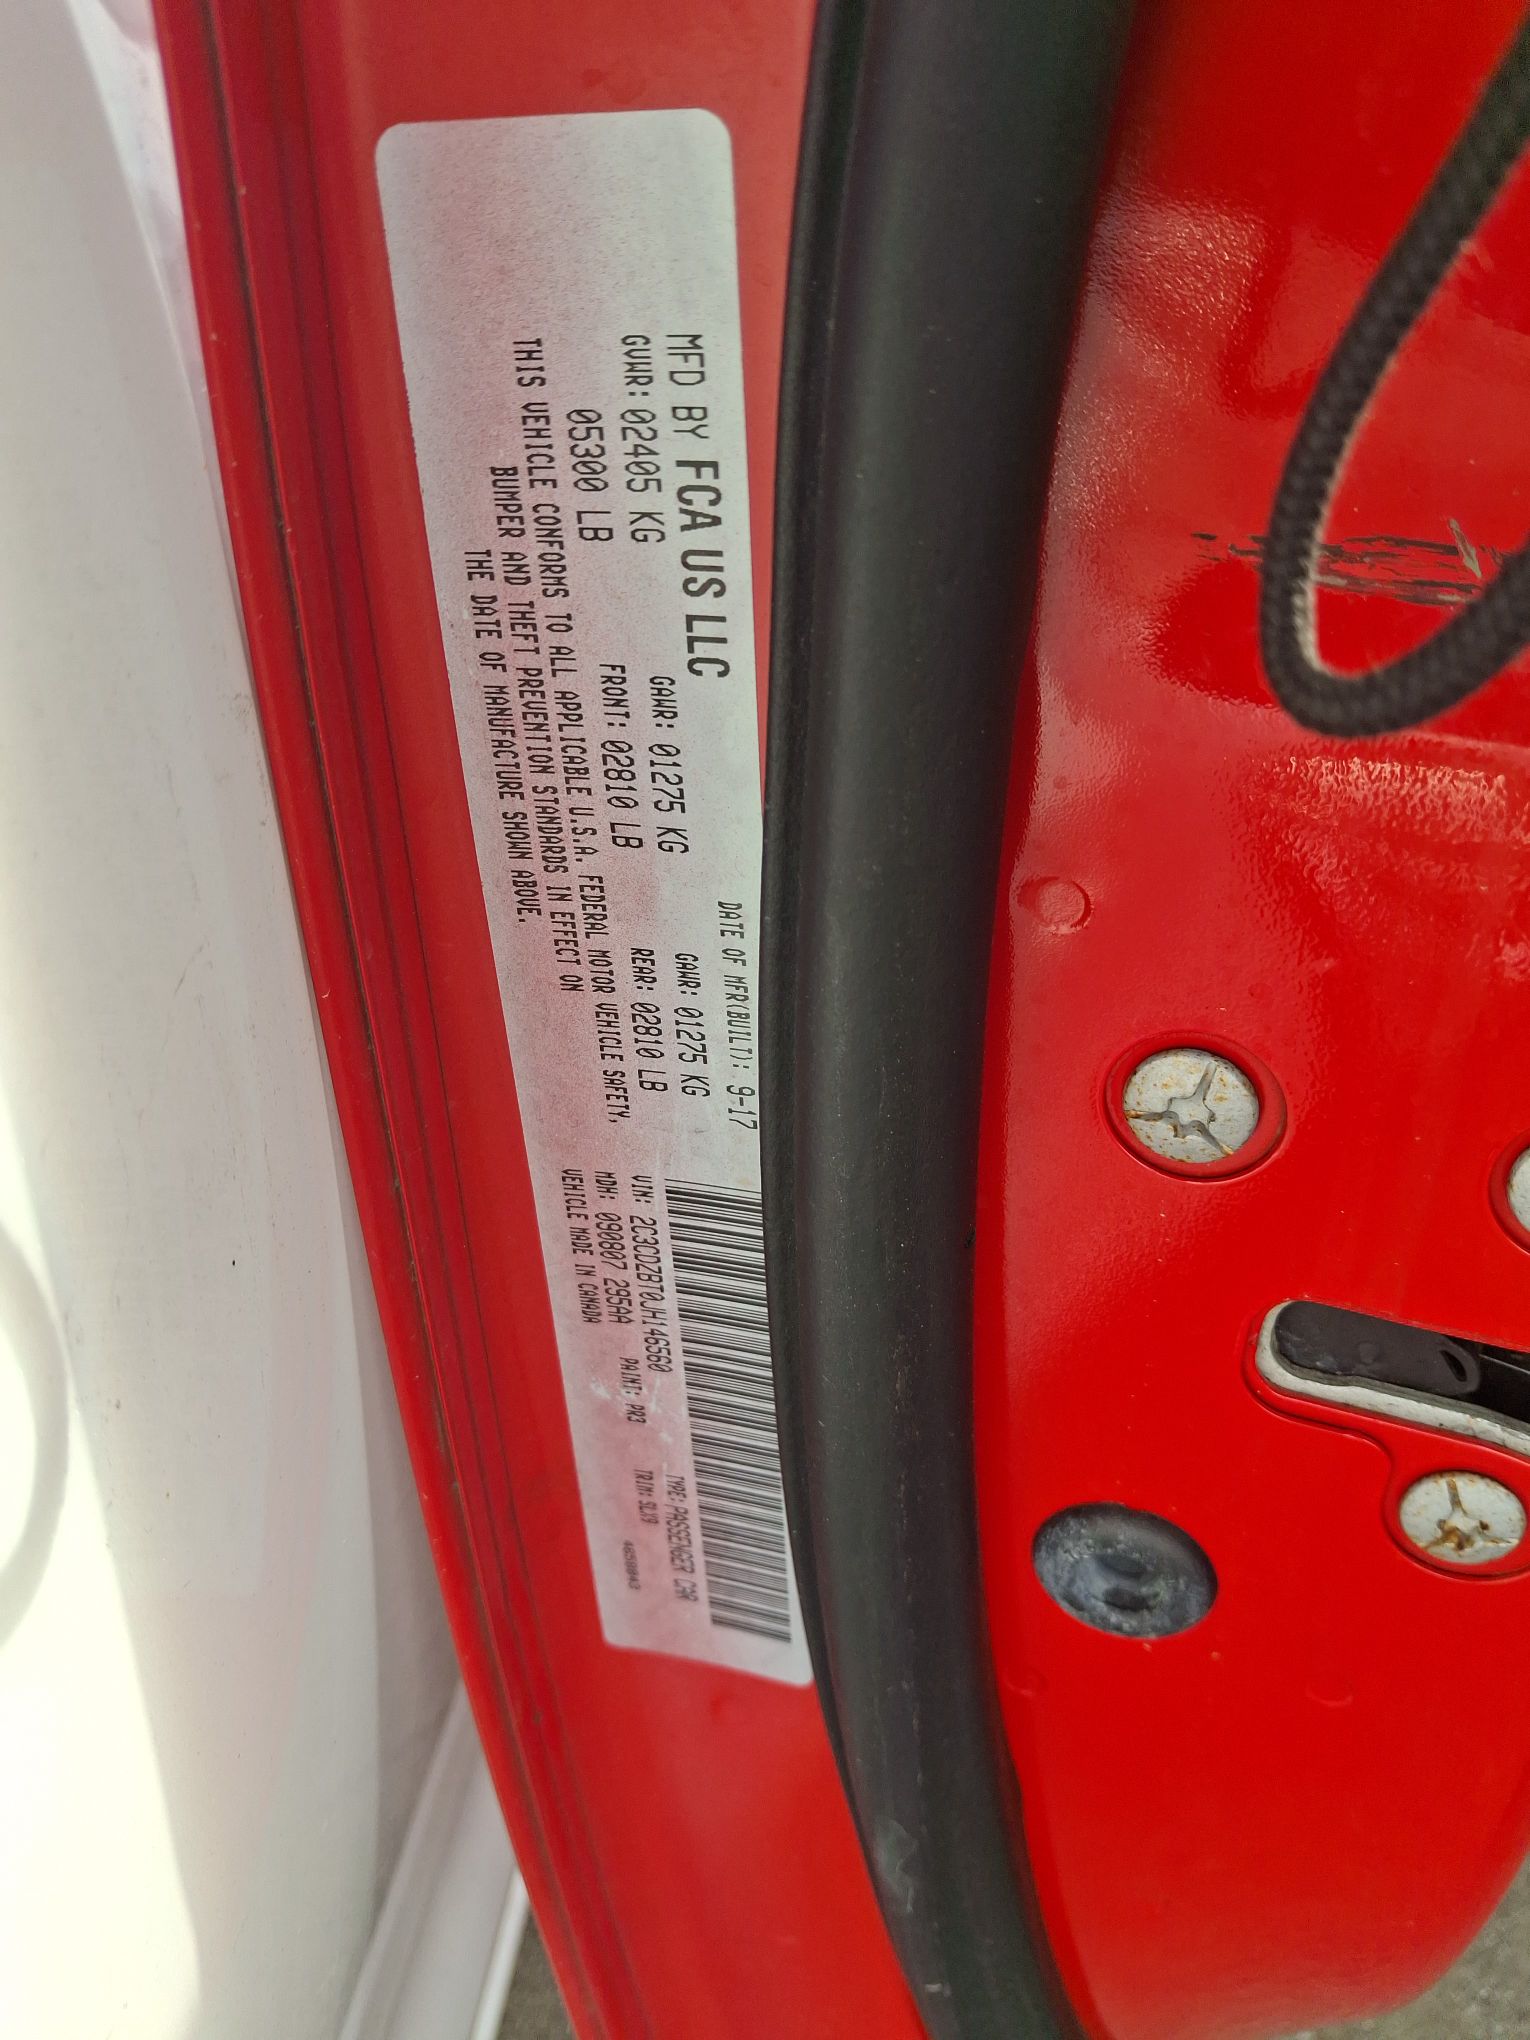 MFD BY FCA US LLC
DATE OF MFR(BUILT): 9-17
GVWR: 02405 KG
05300 LB
GAWR: 01275 KG
FRONT: 02810 LB
GAWR: 01275 KG
REAR: 02810 LB
THIS VEHICLE CONFORMS TO ALL APPLICABLE U.S.A. FEDERAL MOTOR VEHICLE SAFETY,
BUMPER AND THEFT PREVENTION STANDARDS IN EFFECT ON
THE DATE OF MANUFACTURE SHOWN ABOVE.
VIN: 2C3CDZBT0JH146560
TYPE: PASSENGER CAR
MDH: 090807 295AA
PAINT: PR3
TRIM: SLX9
VEHICLE MADE IN CANADA